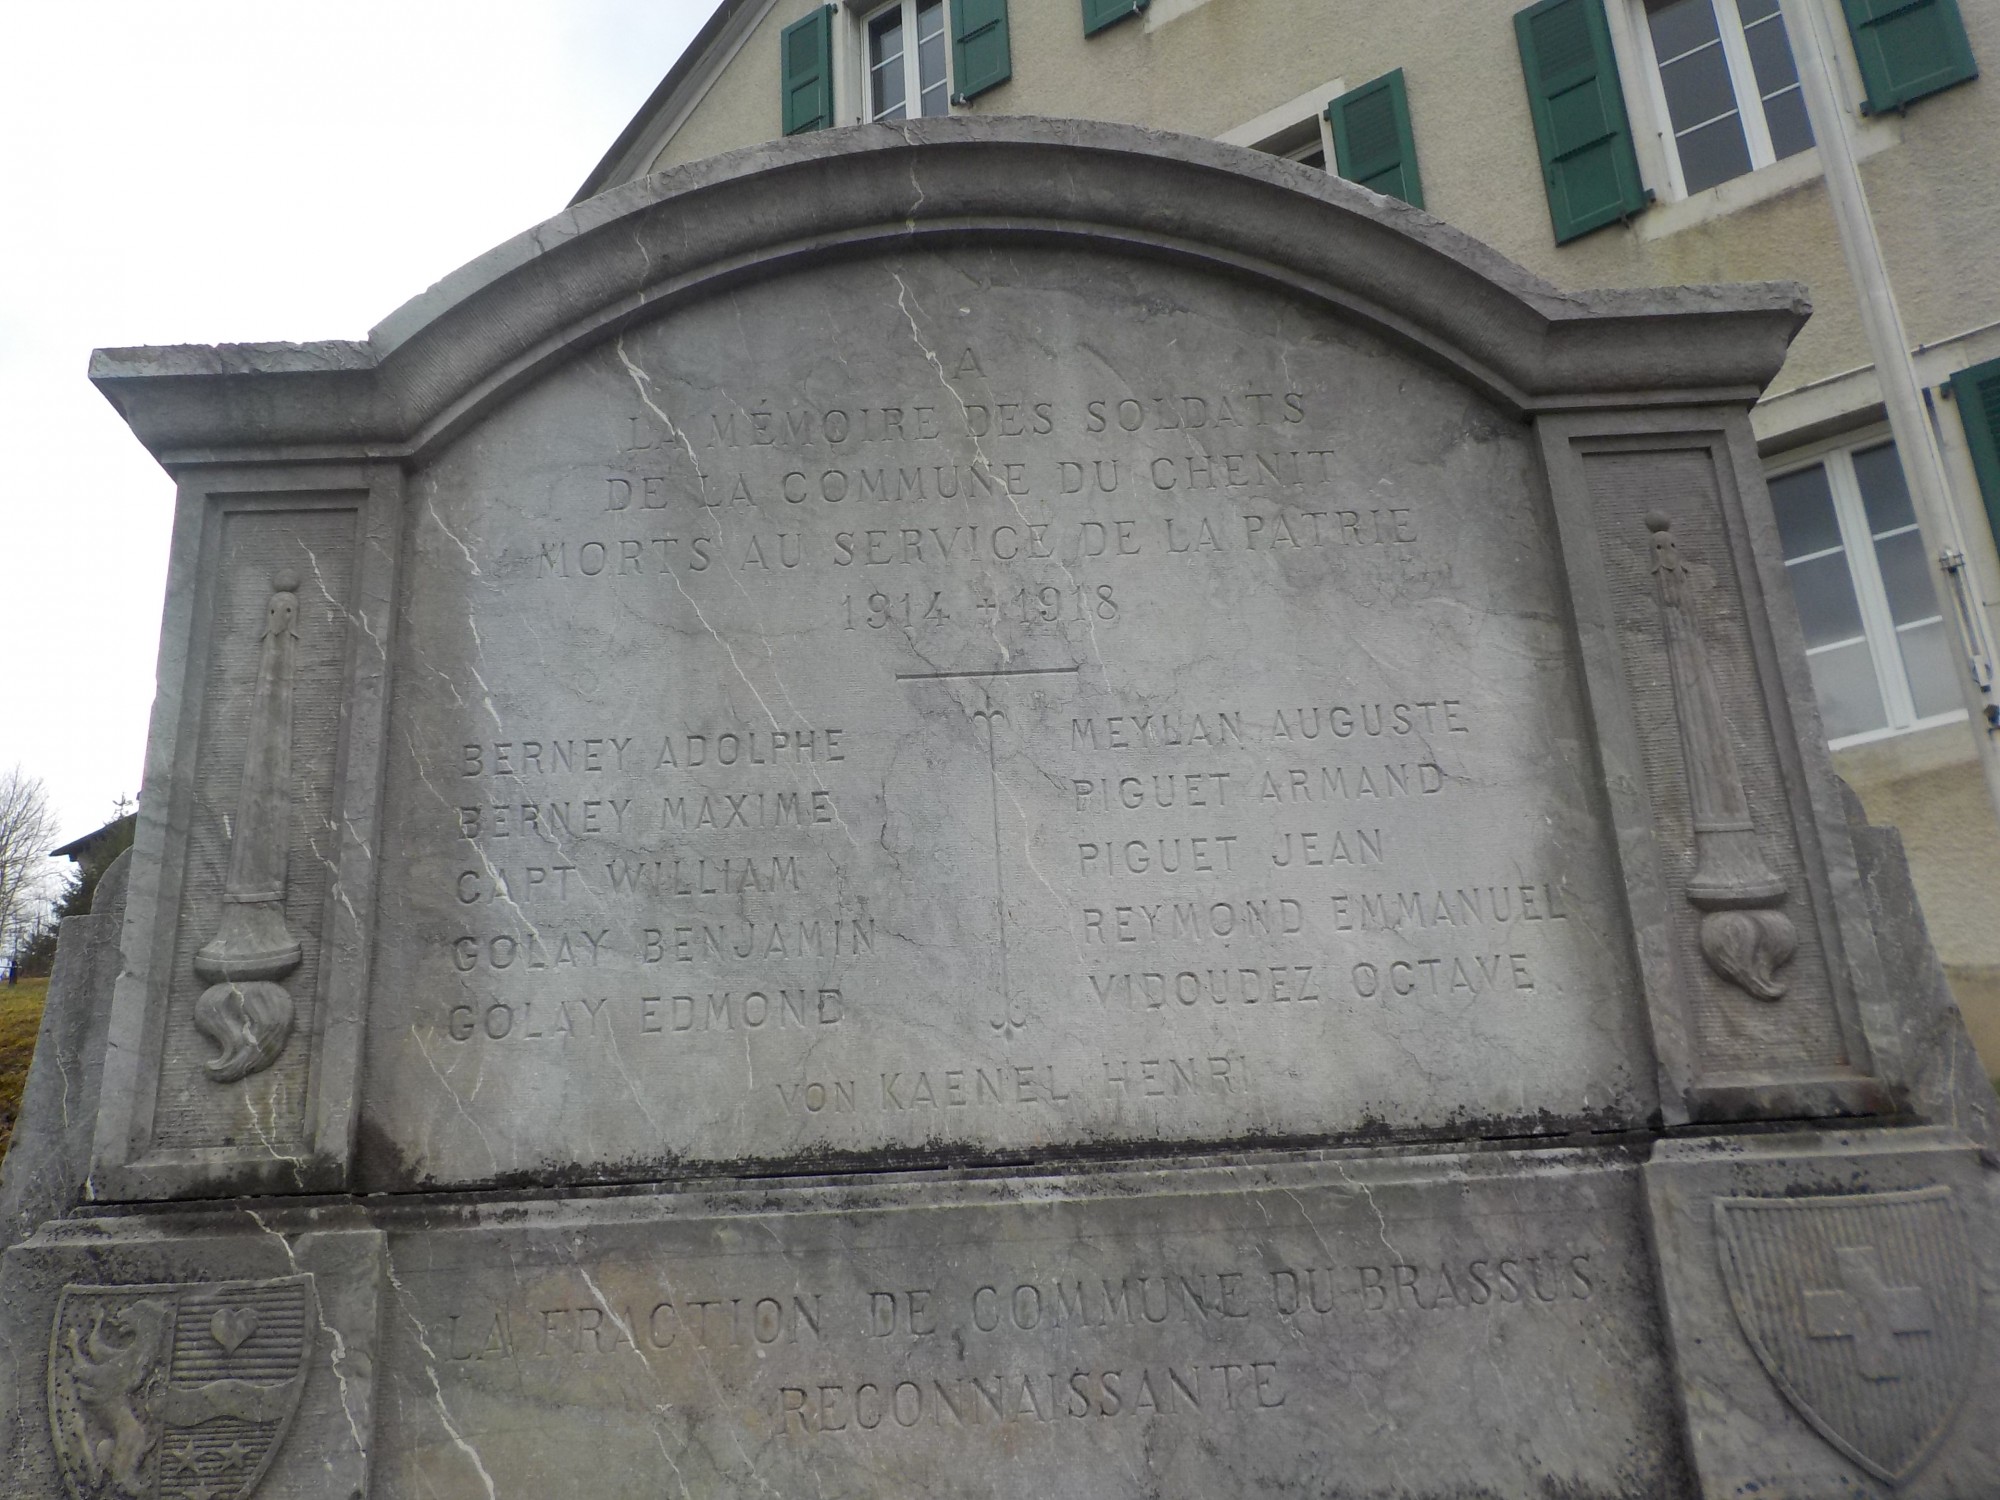 A
LA MÉMOIRE DES SOLDATS
DE LA COMMUNE DU CHENIT
MORTS AU SERVICE DE LA PATRIE
1914 + 1918
BERNEY ADOLPHE
BERNEY MAXIME
CAPT WILLIAM
GOLAY BENJAMIN
GOLAY EDMOND
MEYLAN AUGUSTE
PIGUET ARMAND
PIGUET JEAN
REYMOND EMMANUEL
VIDOUDEZ OCTAVE
VON KAENEL HENRI
LA FRACTION DE COMMUNE DU BRASSUS
RECONNAISSANTE